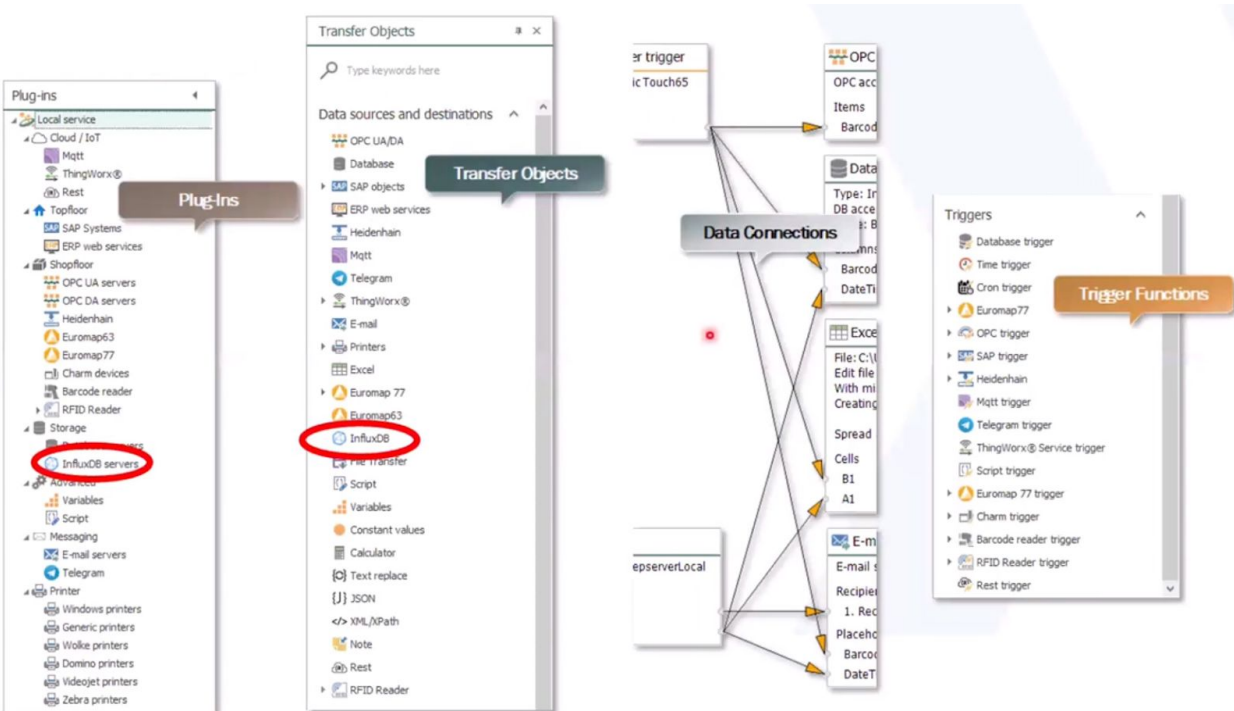 Plug-ins
Local service
Cloud / IoT
Mqtt
ThingWorx®
Rest
Topfloor
SAP Systems
ERP web services
Shopfloor
OPC UA servers
OPC DA servers
Heidenhain
Euromap63
Euromap77
Charm devices
Barcode reader
RFID Reader
Storage
InfluxDB servers
Advanced
Variables
Script
Messaging
E-mail servers
Telegram
Printer
Windows printers
Generic printers
Wolke printers
Domino printers
Videojet printers
Zebra printers
Plug-Ins
Transfer Objects
Type keywords here
Data sources and destinations
OPC UA/DA
Database
SAP SAP objects
ERP web services
Heidenhain
Mqtt
Telegram
ThingWorx®
E-mail
Printers
Excel
Euromap 77
Euromap63
InfluxDB
File Transfer
Script
Variables
Constant values
Calculator
{O} Text replace
{J} JSON
</> XML/XPath
Note
Rest
RFID Reader
Transfer Objects
er trigger
ic Touch65
epserverLocal
Data Connections
OPC
OPC acc
Items
Barcod
Data
Type: Ir
DB acce
: B
Barcod
DateTi
Exce
File: C:\U
Edit file
With mi
Creating
Spread
Cells
B1
A1
E-m
E-mail s
Recipier
1. Rec
Placeho
Barcod
DateT
Triggers
Database trigger
Time trigger
Cron trigger
Euromap77
OPC trigger
SAP trigger
Heidenhain
Mqtt trigger
Telegram trigger
ThingWorx® Service trigger
Script trigger
Euromap 77 trigger
Charm trigger
Barcode reader trigger
RFID Reader trigger
Rest trigger
Trigger Functions